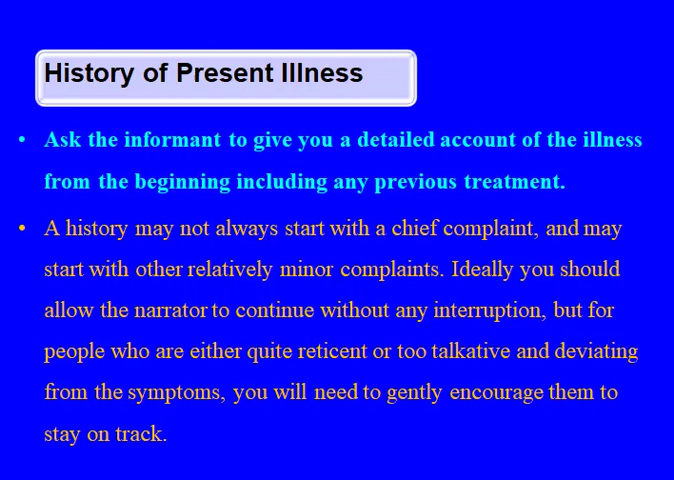 History of Present Illness
• Ask the informant to give you a detailed account of the illness
from the beginning including any previous treatment.
• A history may not always start with a chief complaint, and may
start with other relatively minor complaints. Ideally you should
allow the narrator to continue without any interruption, but for
people who are either quite reticent or too talkative and deviating
from the symptoms, you will need to gently encourage them to
stay on track.